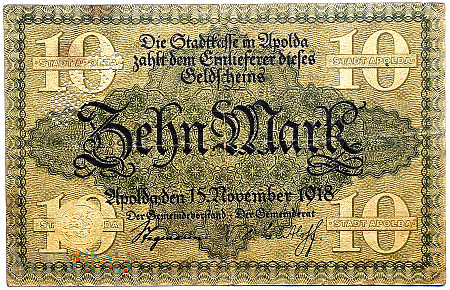 10 10
Die Stadtkasse in Apolda
zahlt dem Einlieferer dieses
Geldscheins
STADT APOLDA STADT APOLDA
Zehn Mark
Apolda, den 15. November 1918
Der Gemeindevorstand Der Gemeinderat
10 10
STADT APOLDA